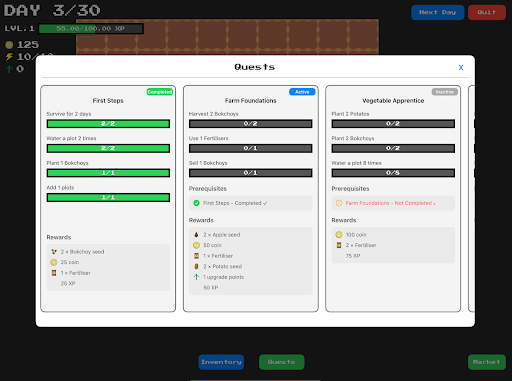 DAY 3/30
Next Day
Quit
LVL.1
55.00/100.00 XP
125
10/10
0
Quests
X
Completed
First Steps
Survive for 2 days
2/2
Water a plot 2 times
2/2
Plant 1 Bokchoys
1/1
Add 1 plots
1/1
Rewards
2 × Bokchoy seed
25 coin
1 × Fertiliser
25 XP
Active
Farm Foundations
Harvest 2 Bokchoys
0/2
Use 1 Fertilisers
0/1
Sell 1 Bokchoys
0/1
Prerequisites
First Steps - Completed ✓
Rewards
2 × Apple seed
50 coin
1 × Fertiliser
2 × Potato seed
1 upgrade points
50 XP
Inactive
Vegetable Apprentice
Plant 2 Potatos
0/2
Plant 2 Bokchoys
0/2
Water a plot 8 times
0/8
Prerequisites
Farm Foundations - Not Completed
Rewards
100 coin
2 × Fertiliser
75 XP
Inventory
Quests
Market